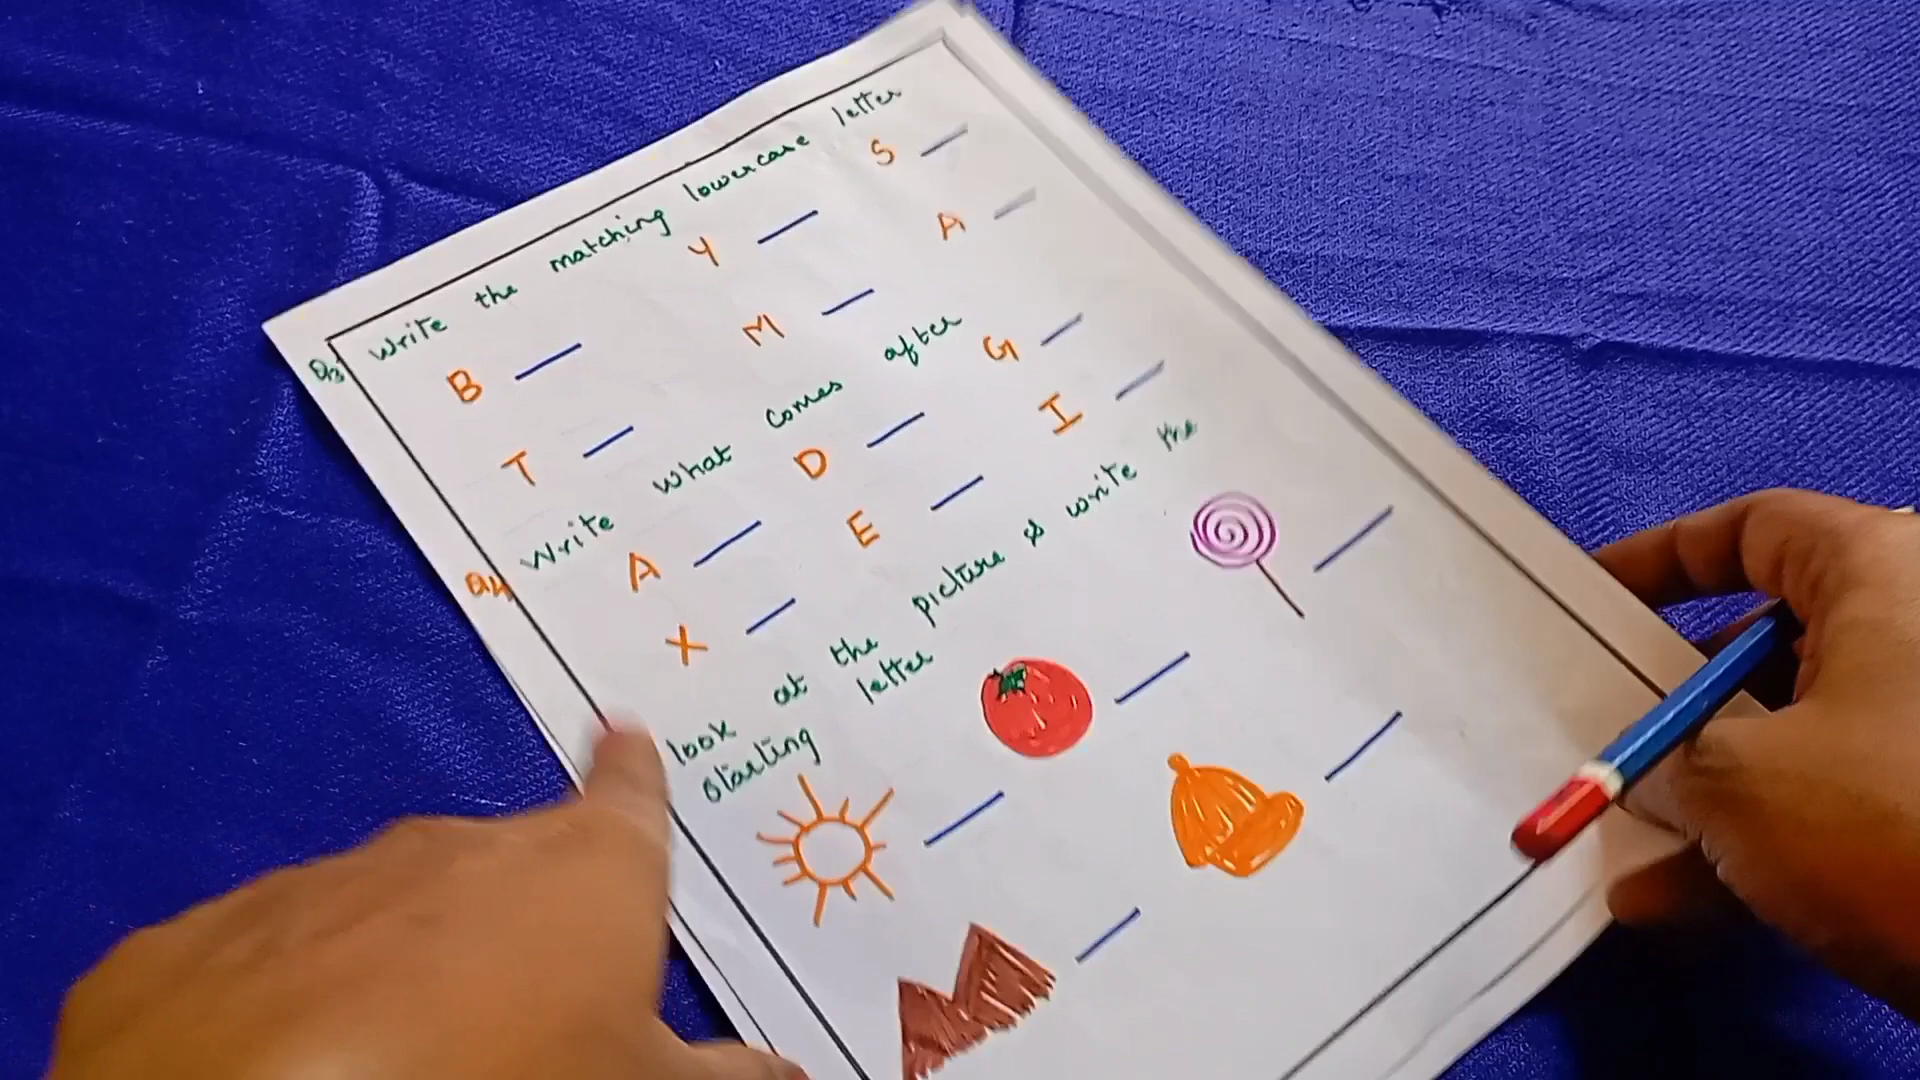 Q3 Write the matching lowercase letter
B Y S
T M A
Q4 Write what comes after
A D G
X E I
look at the picture & write the
starting letter